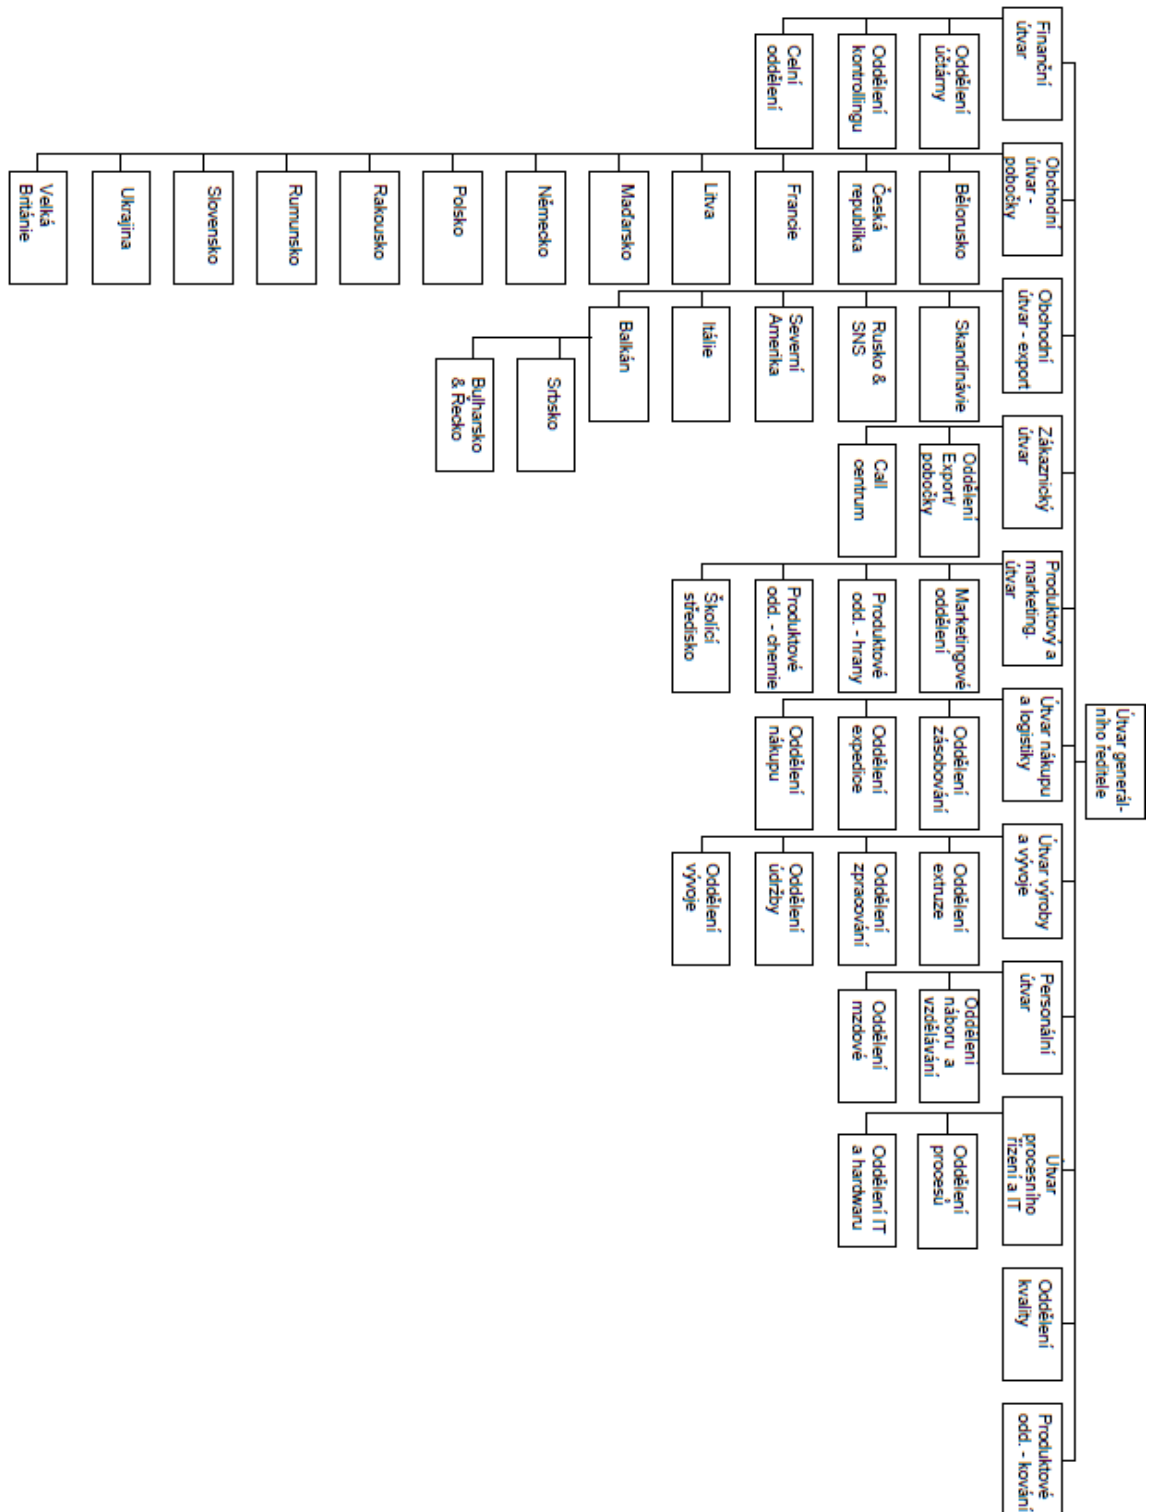 Útvar generál-
ního ředitele
Finanční
útvar
Oddělení
účtárny
Oddělení
kontrollingu
Celní
oddělení
Obchodní
útvar -
pobočky
Bělorusko
Česká
republika
Francie
Litva
Maďarsko
Německo
Polsko
Rakousko
Rumunsko
Slovensko
Ukrajina
Velká
Británie
Obchodní
útvar - export
Skandinávie
Rusko &
SNS
Severní
Amerika
Itálie
Balkán
Srbsko
Bulharsko
& Řecko
Zákaznický
útvar
Oddělení
Export/
pobočky
Call
centrum
Produktový a
marketing.
útvar
Marketingové
oddělení
Produktové
odd. - hrany
Produktové
odd. - chemie
Školící
středisko
Útvar nákupu
a logistiky
Oddělení
zásobování
Oddělení
expedice
Oddělení
nákupu
Útvar výroby
a vývoje
Oddělení
extruze
Oddělení
zpracování
Oddělení
údržby
Oddělení
vývoje
Personální
útvar
Oddělení
náboru a
vzdělávání
Oddělení
mzdové
Útvar
procesního
řízení a IT
Oddělení
procesů
Oddělení IT
a hardwaru
Oddělení
kvality
Produktové
odd. - kování